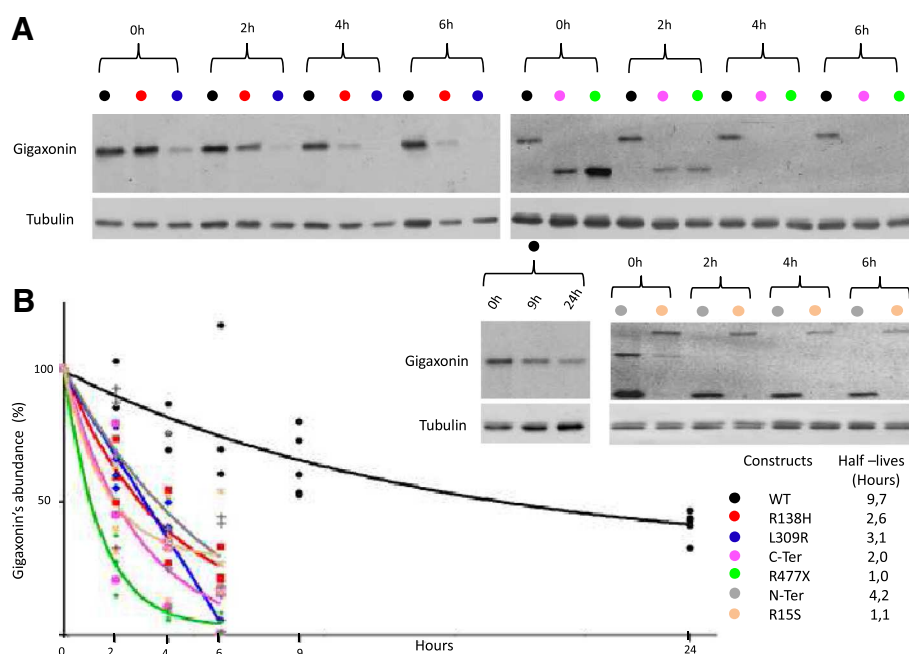 A
0h 2h 4h 6h 0h 2h 4h 6h
Gigaxonin
Tubulin
0h 9h 24h
0h 2h 4h 6h
Gigaxonin
Tubulin
B
Gigaxonin's abundance (%)
100
50
0 2 4 6 9 24
Hours
Constructs Half –lives
(Hours)
WT 9,7
R138H 2,6
L309R 3,1
C-Ter 2,0
R477X 1,0
N-Ter 4,2
R15S 1,1